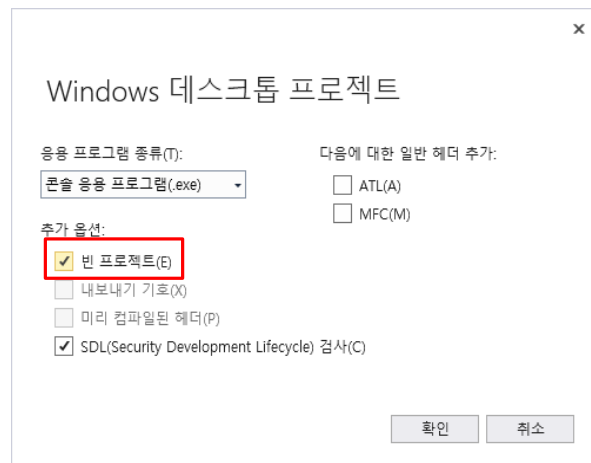 Windows 데스크톱 프로젝트
응용 프로그램 종류(T):
콘솔 응용 프로그램(.exe)
추가 옵션:
빈 프로젝트(E)
내보내기 기호(X)
미리 컴파일된 헤더(P)
SDL(Security Development Lifecycle) 검사(C)
다음에 대한 일반 헤더 추가:
ATL(A)
MFC(M)
확인
취소